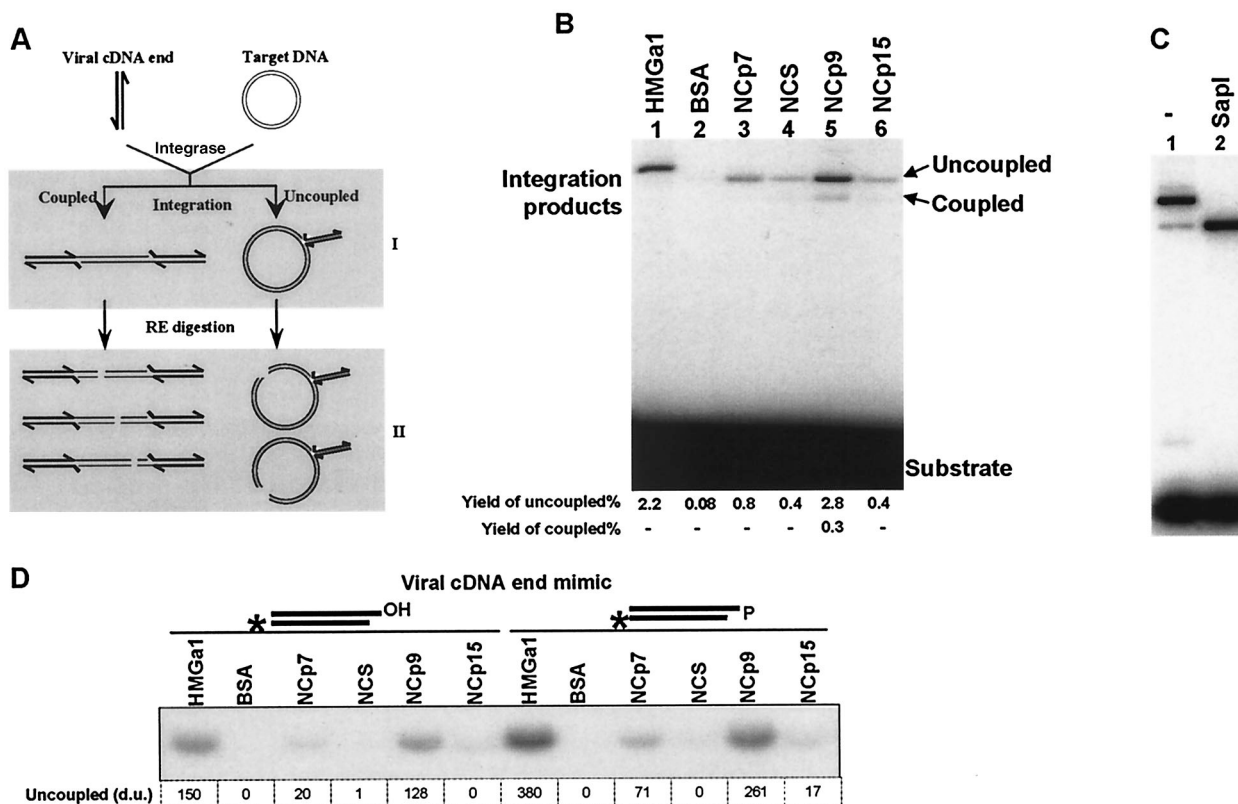 A
Viral cDNA end
Target DNA
Integrase
Coupled
Integration
Uncoupled
I
RE digestion
II
B
HMGa1
BSA
NCp7
NCS
NCp9
NCp15
1 2 3 4 5 6
Integration products
Uncoupled
Coupled
Substrate
Yield of uncoupled% 2.2 0.08 0.8 0.4 2.8 0.4
Yield of coupled% - - - - 0.3 -
C
-
SapI
1 2
D
Viral cDNA end mimic
* OH
* P
HMGa1
BSA
NCp7
NCS
NCp9
NCp15
HMGa1
BSA
NCp7
NCS
NCp9
NCp15
Uncoupled (d.u.) 150 0 20 1 128 0 380 0 71 0 261 17